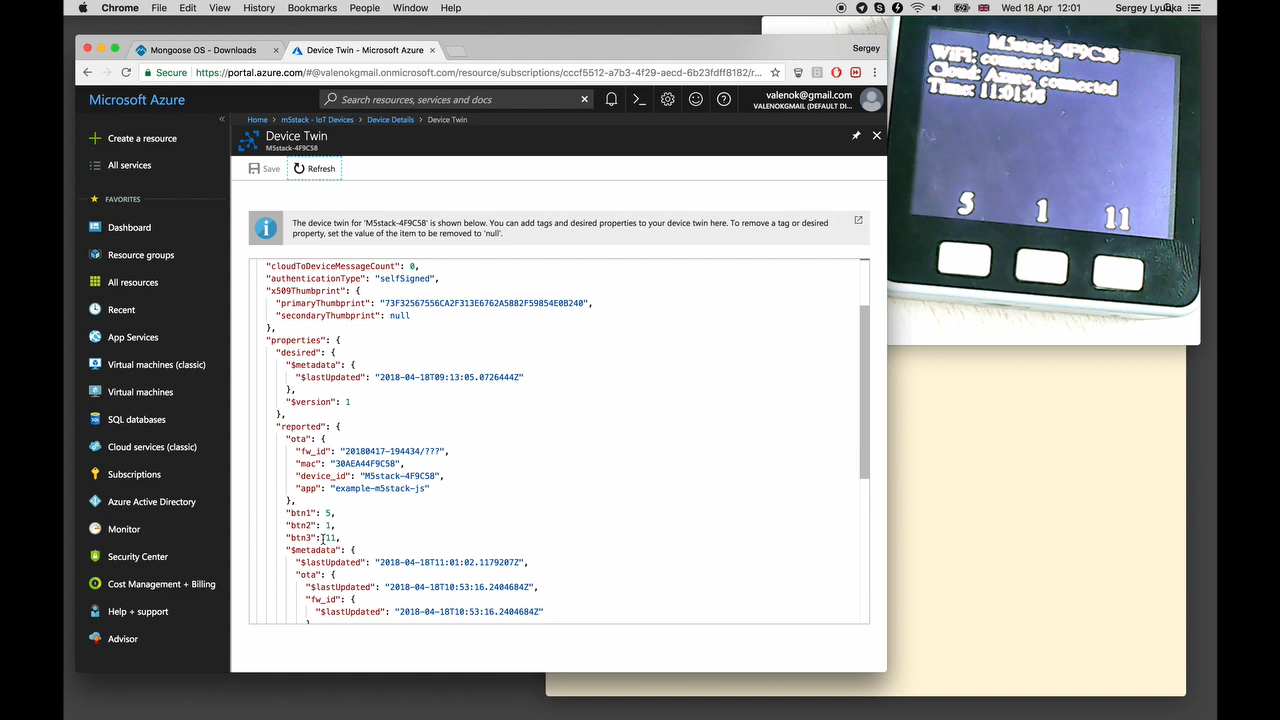 Chrome File Edit View History Bookmarks People Window Help Wed 18 Apr 12:01 Sergey Lyubka
Mongoose OS - Downloads × Device Twin - Microsoft Azure × Sergey
Secure https://portal.azure.com/#@valenokgmail.onmicrosoft.com/resource/subscriptions/cccf5512-a7b3-4f29-aecd-6b23fdff8182/r...
Microsoft Azure
Search resources, services and docs
valenok@gmail.com
VALENOKGMAIL (DEFAULT DI...
Create a resource
All services
FAVORITES
Dashboard
Resource groups
All resources
Recent
App Services
Virtual machines (classic)
Virtual machines
SQL databases
Cloud services (classic)
Subscriptions
Azure Active Directory
Monitor
Security Center
Cost Management + Billing
Help + support
Advisor
Home > m5stack - IoT Devices > Device Details > Device Twin
Device Twin
M5stack-4F9C58
Save Refresh
The device twin for 'M5stack-4F9C58' is shown below. You can add tags and desired properties to your device twin here. To remove a tag or desired
property, set the value of the item to be removed to 'null'.
"cloudToDeviceMessageCount": 0,
"authenticationType": "selfSigned",
"x509Thumbprint": {
"primaryThumbprint": "73F32567556CA2F313E6762A5882F59854E0B240",
"secondaryThumbprint": null
},
"properties": {
"desired": {
"$metadata": {
"$lastUpdated": "2018-04-18T09:13:05.0726444Z"
},
"$version": 1
},
"reported": {
"ota": {
"fw_id": "20180417-194434/???",
"mac": "30AEA44F9C58",
"device_id": "M5stack-4F9C58",
"app": "example-m5stack-js"
},
"btn1": 5,
"btn2": 1,
"btn3": 11,
"$metadata": {
"$lastUpdated": "2018-04-18T11:01:02.1179207Z",
"ota": {
"$lastUpdated": "2018-04-18T10:53:16.2404684Z",
"fw_id": {
"$lastUpdated": "2018-04-18T10:53:16.2404684Z"
}
M5stack-4F9C58
WiFi: connected
Cloud: Azure, connected
Time: 11:01:08
5 1 11